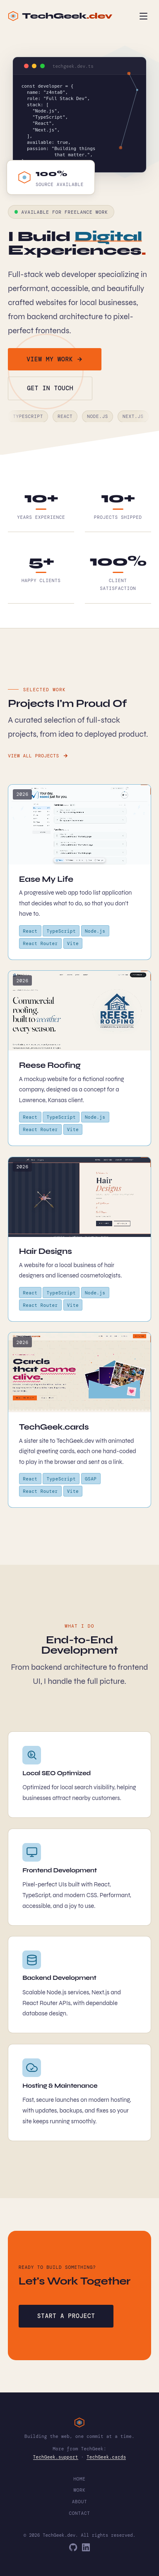 TechGeek.dev
techgeek.dev.ts
const developer = {
name: "z4ntad",
role: "Full Stack Dev",
stack: [
"Node.js",
"TypeScript",
"React",
"Next.js",
],
available: true,
passion: "Building things
that matter.",
100%
SOURCE AVAILABLE
AVAILABLE FOR FREELANCE WORK
I Build Digital
Experiences.
Full-stack web developer specializing in
performant, accessible, and beautifully
crafted websites for local businesses,
from backend architecture to pixel-
perfect frontends.
VIEW MY WORK →
GET IN TOUCH
TYPESCRIPT
REACT
NODE.JS
NEXT.JS
10+
YEARS EXPERIENCE
10+
PROJECTS SHIPPED
5+
HAPPY CLIENTS
100%
CLIENT
SATISFACTION
SELECTED WORK
Projects I'm Proud Of
A curated selection of full-stack
projects, from idea to deployed product.
VIEW ALL PROJECTS →
2026
Your day,
just for you.
Ease My Life
A progressive web app todo list application
that decides what to do, so that you don't
have to.
React TypeScript Node.js
React Router Vite
2026
Commercial
roofing,
built to weather
every season.
REESE
ROOFING
Reese Roofing
A mockup website for a fictional roofing
company, designed as a concept for a
Lawrence, Kansas client.
React TypeScript Node.js
React Router Vite
2026
Hair
Designs
Hair Designs
A website for a local business of hair
designers and licensed cosmetologists.
React TypeScript Node.js
React Router Vite
2026
Cards
that come
alive.
TechGeek.cards
A sister site to TechGeek.dev with animated
digital greeting cards, each one hand-coded
to play in the browser and sent as a link.
React TypeScript GSAP
React Router Vite
WHAT I DO
End-to-End
Development
From backend architecture to frontend
UI, I handle the full picture.
Local SEO Optimized
Optimized for local search visibility, helping
businesses attract nearby customers.
Frontend Development
Pixel-perfect UIs built with React,
TypeScript, and modern CSS. Performant,
accessible, and a joy to use.
Backend Development
Scalable Node.js services, Next.js and
React Router APIs, with dependable
database design.
Hosting & Maintenance
Fast, secure launches on modern hosting,
with updates, backups, and fixes so your
site keeps running smoothly.
READY TO BUILD SOMETHING?
Let's Work Together
START A PROJECT
Building the web, one commit at a time.
More from TechGeek:
TechGeek.support · TechGeek.cards
HOME
WORK
ABOUT
CONTACT
© 2026 TechGeek.dev. All rights reserved.